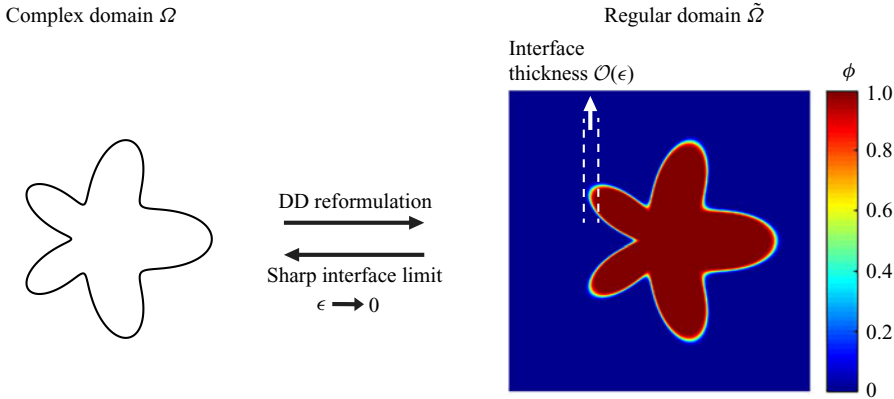 Complex domain Ω
Regular domain Ω̃
Interface
thickness 𝒪(ϵ)
ϕ
1.0
0.8
0.6
0.4
0.2
0
DD reformulation
Sharp interface limit
ϵ → 0